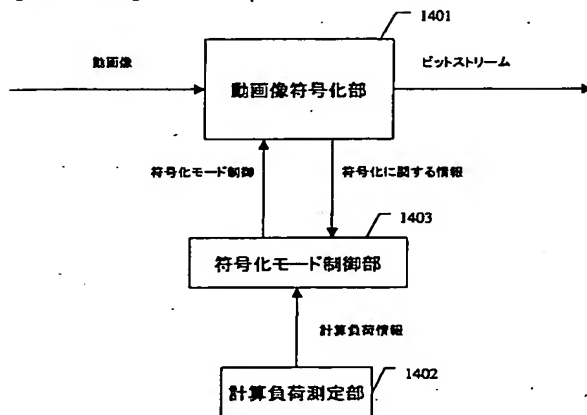 1401
動画像
ビットストリーム
動画像符号化部
符号化モード制御
符号化に関する情報
1403
符号化モード制御部
計算負荷情報
1402
計算負荷測定部